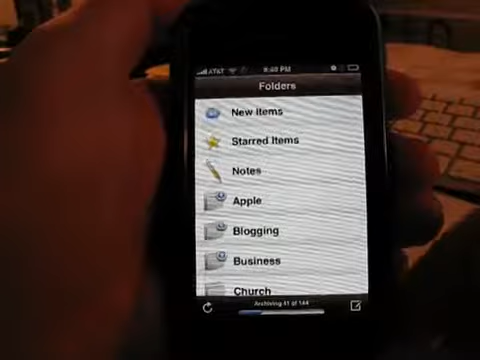 AT&T 9:40 PM
Folders
New Items
Starred Items
Notes
Apple
Blogging
Business
Church
Archiving 41 of 144